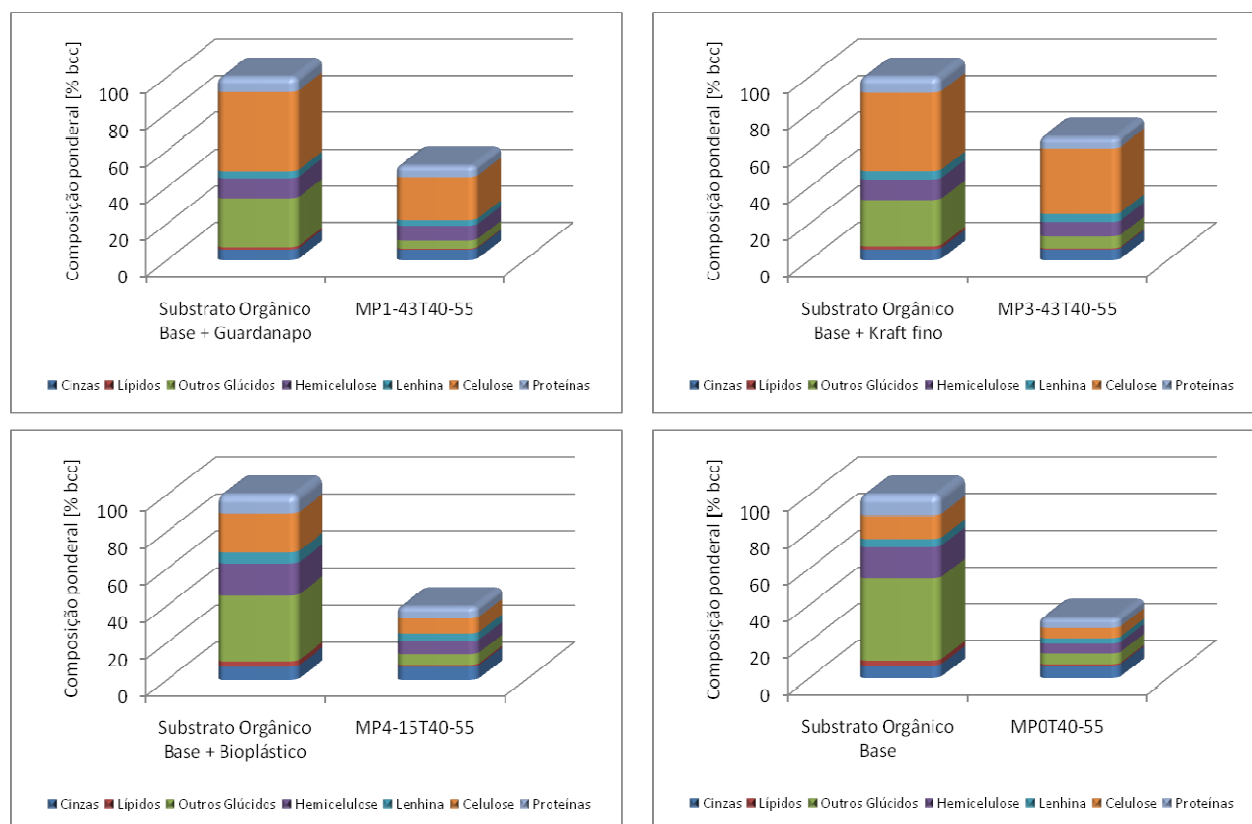 Composição ponderal [% bcc]
100
80
60
40
20
0
Substrato Orgânico
Base + Guardanapo
MP1-43T40-55
Cinzas Lípidos Outros Glúcidos Hemicelulose Lenhina Celulose Proteínas
Composição ponderal [% bcc]
100
80
60
40
20
0
Substrato Orgânico
Base + Kraft fino
MP3-43T40-55
Cinzas Lípidos Outros Glúcidos Hemicelulose Lenhina Celulose Proteínas
Composição ponderal [% bcc]
100
80
60
40
20
0
Substrato Orgânico
Base + Bioplástico
MP4-15T40-55
Cinzas Lípidos Outros Glúcidos Hemicelulose Lenhina Celulose Proteínas
Composição ponderal [% bcc]
100
80
60
40
20
0
Substrato Orgânico
Base
MP0T40-55
Cinzas Lípidos Outros Glúcidos Hemicelulose Lenhina Celulose Proteínas